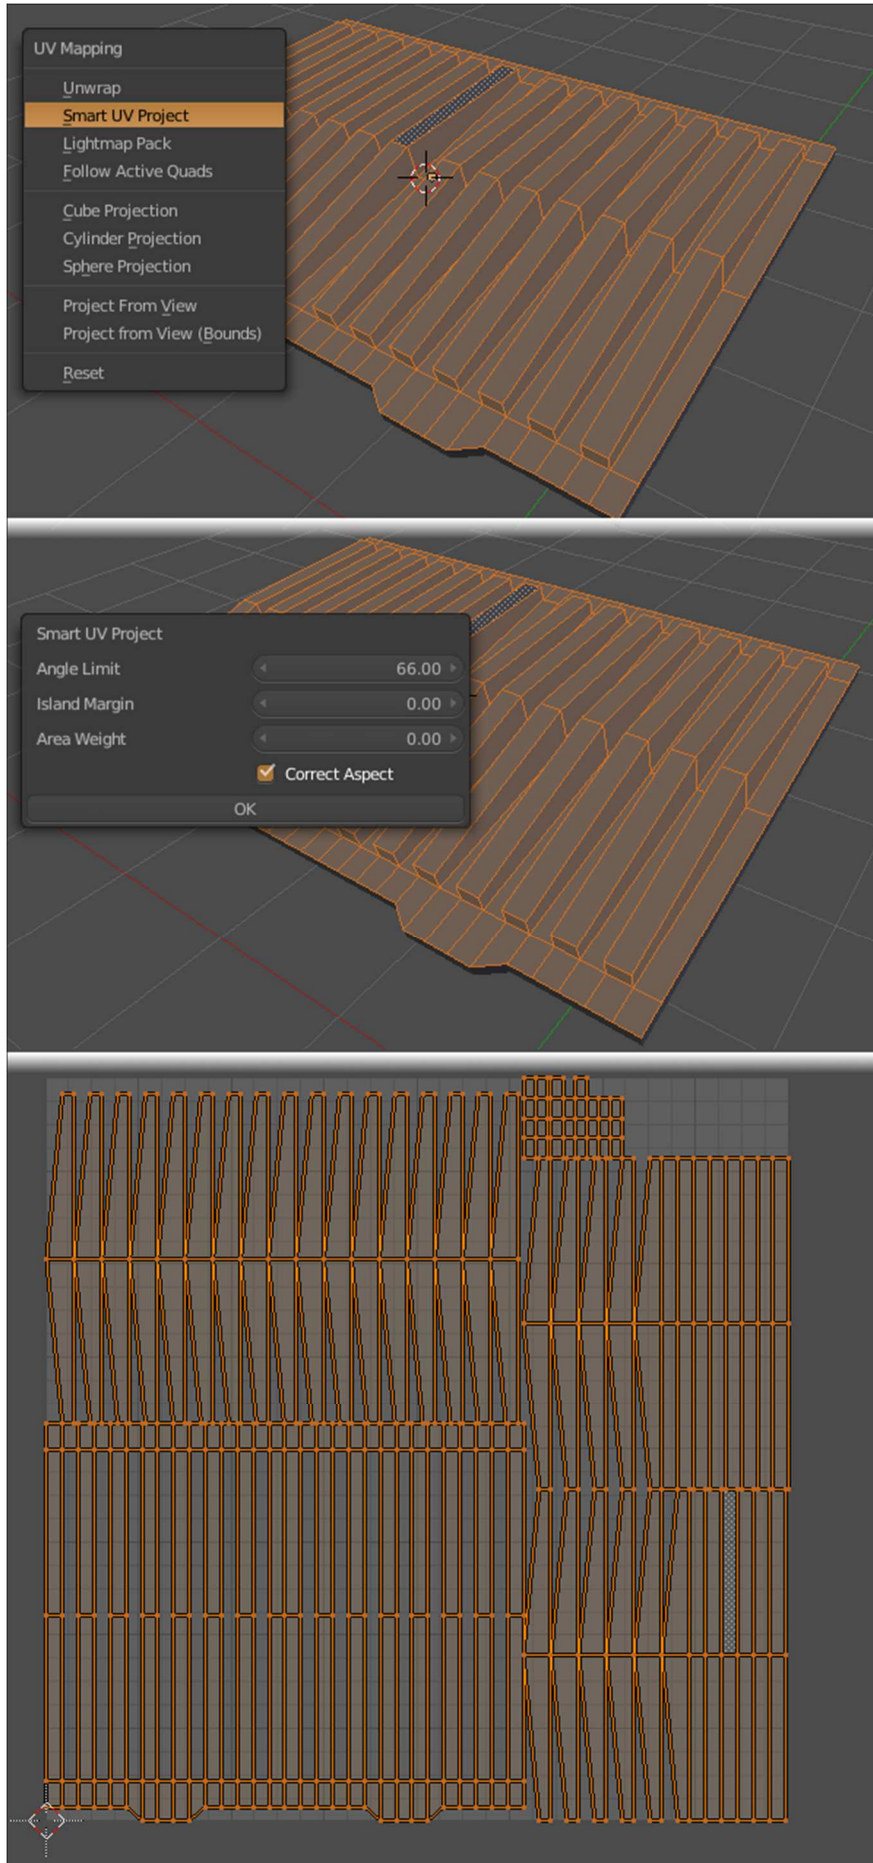 UV Mapping
Unwrap
Smart UV Project
Lightmap Pack
Follow Active Quads
Cube Projection
Cylinder Projection
Sphere Projection
Project From View
Project from View (Bounds)
Reset
Smart UV Project
Angle Limit 66.00
Island Margin 0.00
Area Weight 0.00
Correct Aspect
OK